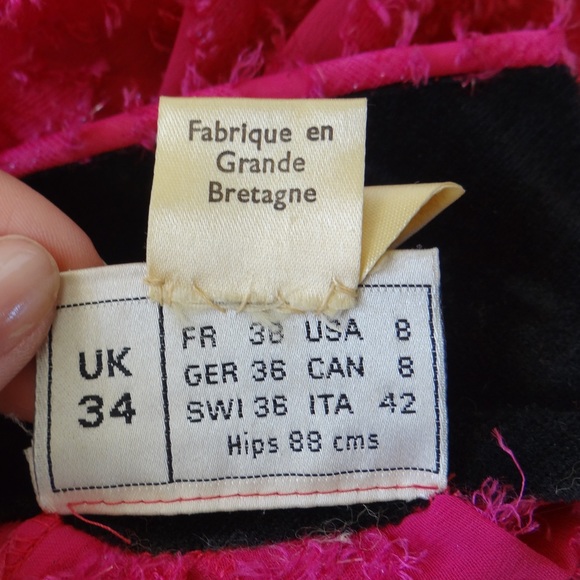 Fabrique en
Grande
Bretagne
UK
34
FR 38 USA 8
GER 36 CAN 8
SWI 36 ITA 42
Hips 88 cms